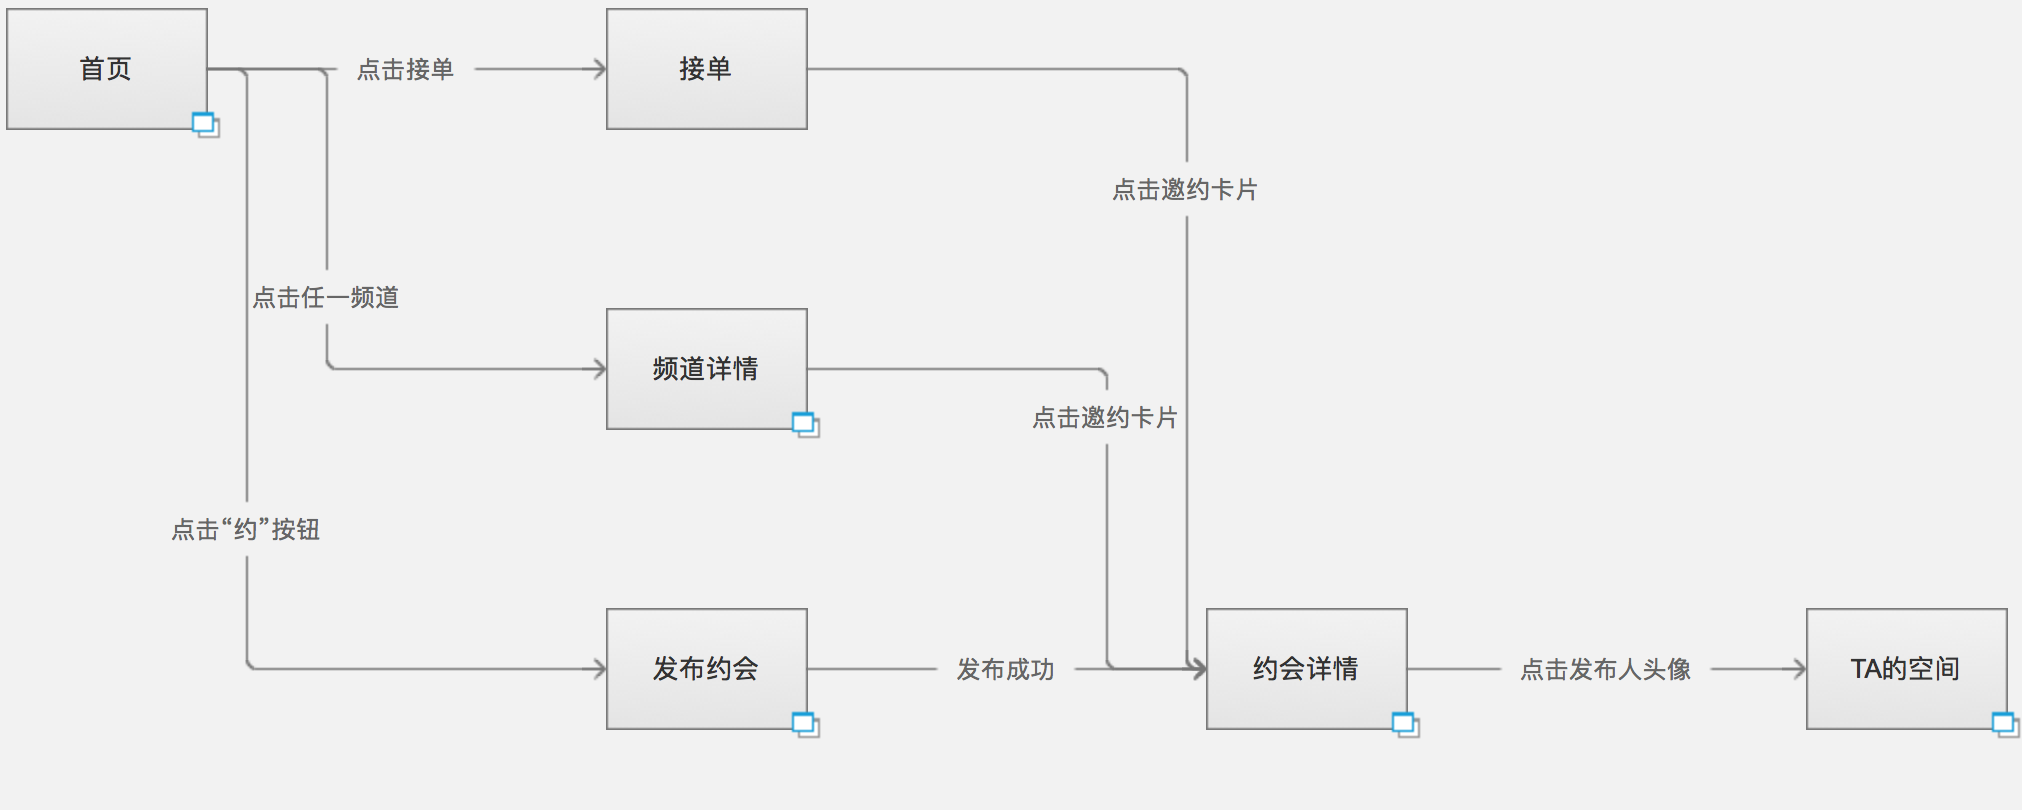 首页
点击接单
接单
点击邀约卡片
点击任一频道
频道详情
点击邀约卡片
点击“约”按钮
发布约会
发布成功
约会详情
点击发布人头像
TA的空间